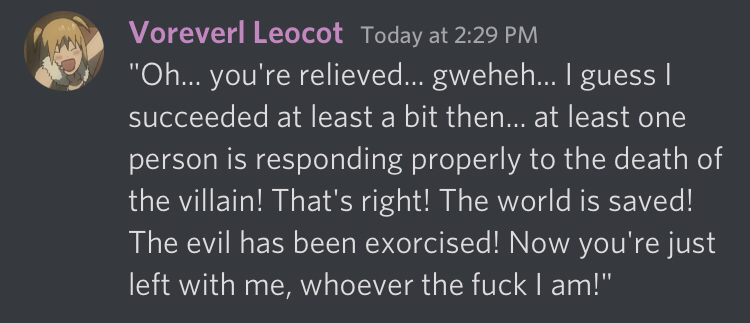 Voreverl Leocot Today at 2:29 PM
"Oh... you're relieved... gweheh... I guess I
succeeded at least a bit then... at least one
person is responding properly to the death of
the villain! That's right! The world is saved!
The evil has been exorcised! Now you're just
left with me, whoever the fuck I am!"